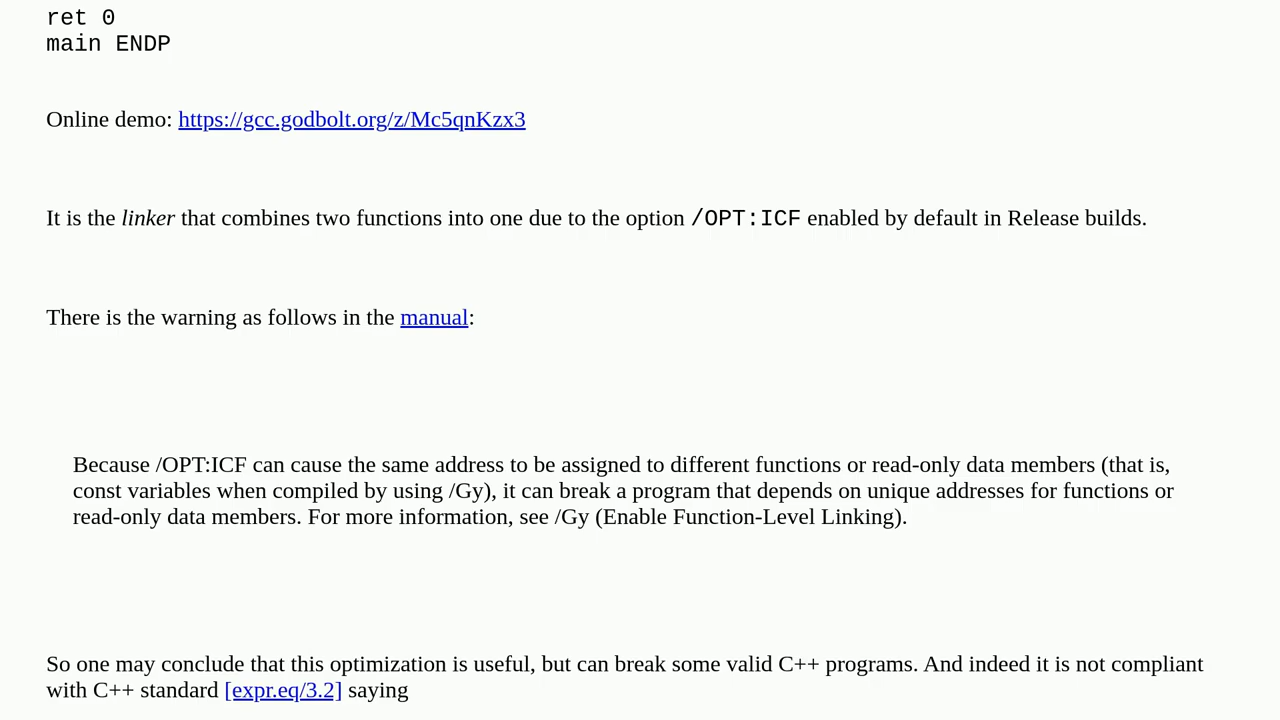 ret 0
main ENDP
Online demo: https://gcc.godbolt.org/z/Mc5qnKzx3
It is the linker that combines two functions into one due to the option /OPT:ICF enabled by default in Release builds.
There is the warning as follows in the manual:
Because /OPT:ICF can cause the same address to be assigned to different functions or read-only data members (that is,
const variables when compiled by using /Gy), it can break a program that depends on unique addresses for functions or
read-only data members. For more information, see /Gy (Enable Function-Level Linking).
So one may conclude that this optimization is useful, but can break some valid C++ programs. And indeed it is not compliant
with C++ standard [expr.eq/3.2] saying